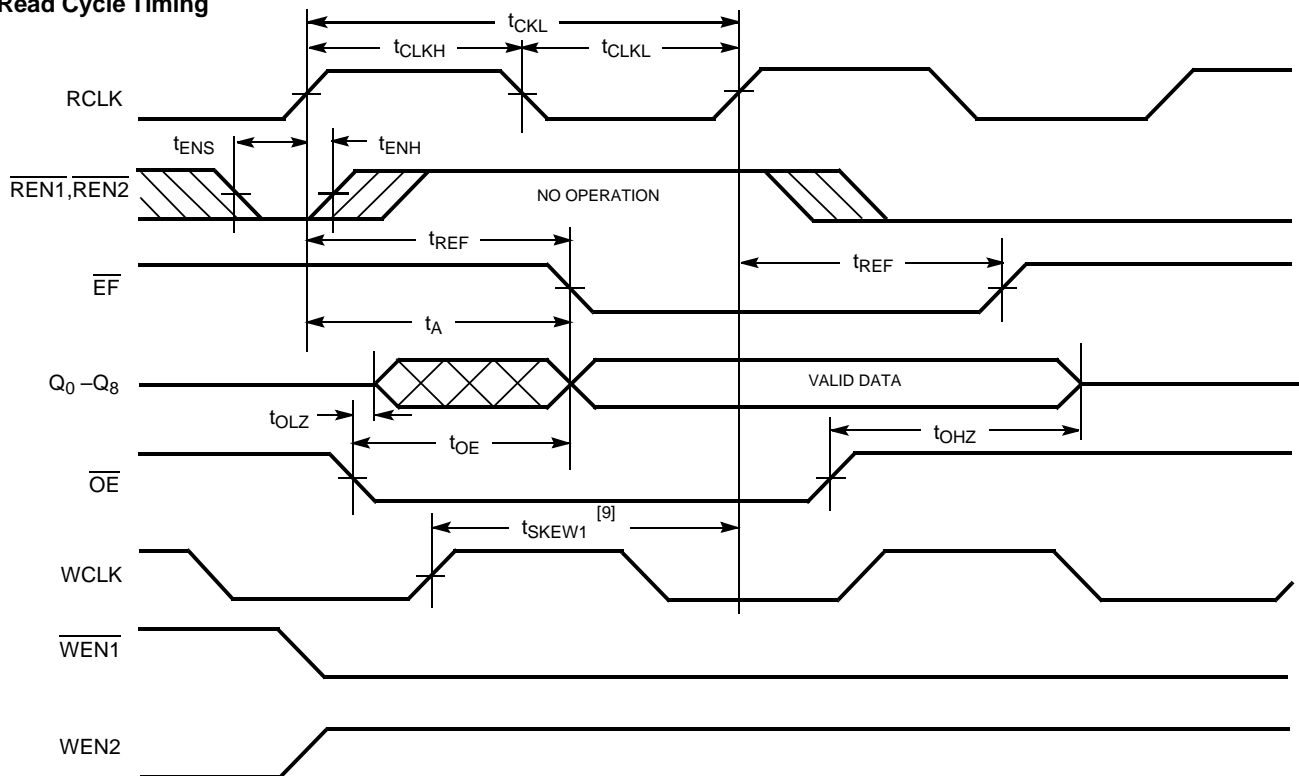 Read Cycle Timing
tCKL
tCLKH
tCLKL
RCLK
tENS
tENH
REN1,REN2
NO OPERATION
tREF
tREF
EF
tA
Q0 –Q8
VALID DATA
tOLZ
tOE
tOHZ
OE
tSKEW1 [9]
WCLK
WEN1
WEN2